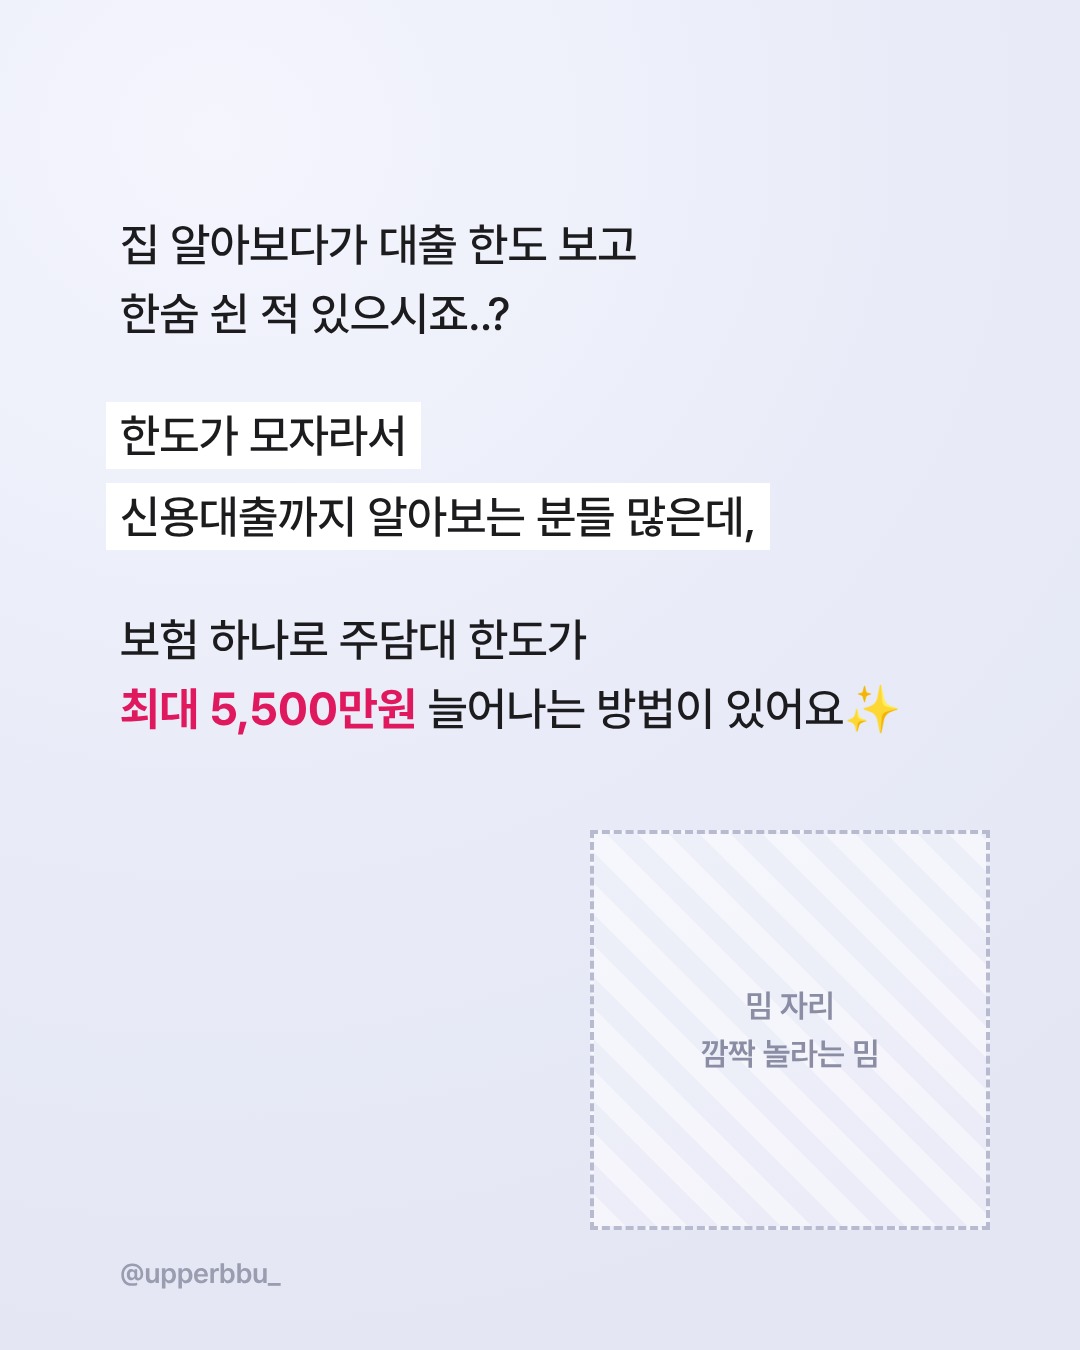 집 알아보다가 대출 한도 보고
한숨 쉰 적 있으시죠..?
한도가 모자라서
신용대출까지 알아보는 분들 많은데,
보험 하나로 주담대 한도가
최대 5,500만원 늘어나는 방법이 있어요✨
밈 자리
깜짝 놀라는 밈
@upperbbu_